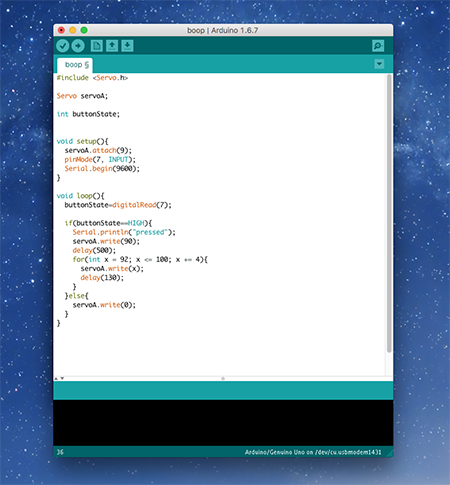 boop | Arduino 1.6.7
boop §
#include <Servo.h>
Servo servoA;
int buttonState;
void setup(){
servoA.attach(9);
pinMode(7, INPUT);
Serial.begin(9600);
}
void loop(){
buttonState=digitalRead(7);
if(buttonState==HIGH){
Serial.println("pressed");
servoA.write(90);
delay(500);
for(int x = 92; x <= 100; x += 4){
servoA.write(x);
delay(130);
}
}else{
servoA.write(0);
}
}
36
Arduino/Genuino Uno on /dev/cu.usbmodem1431